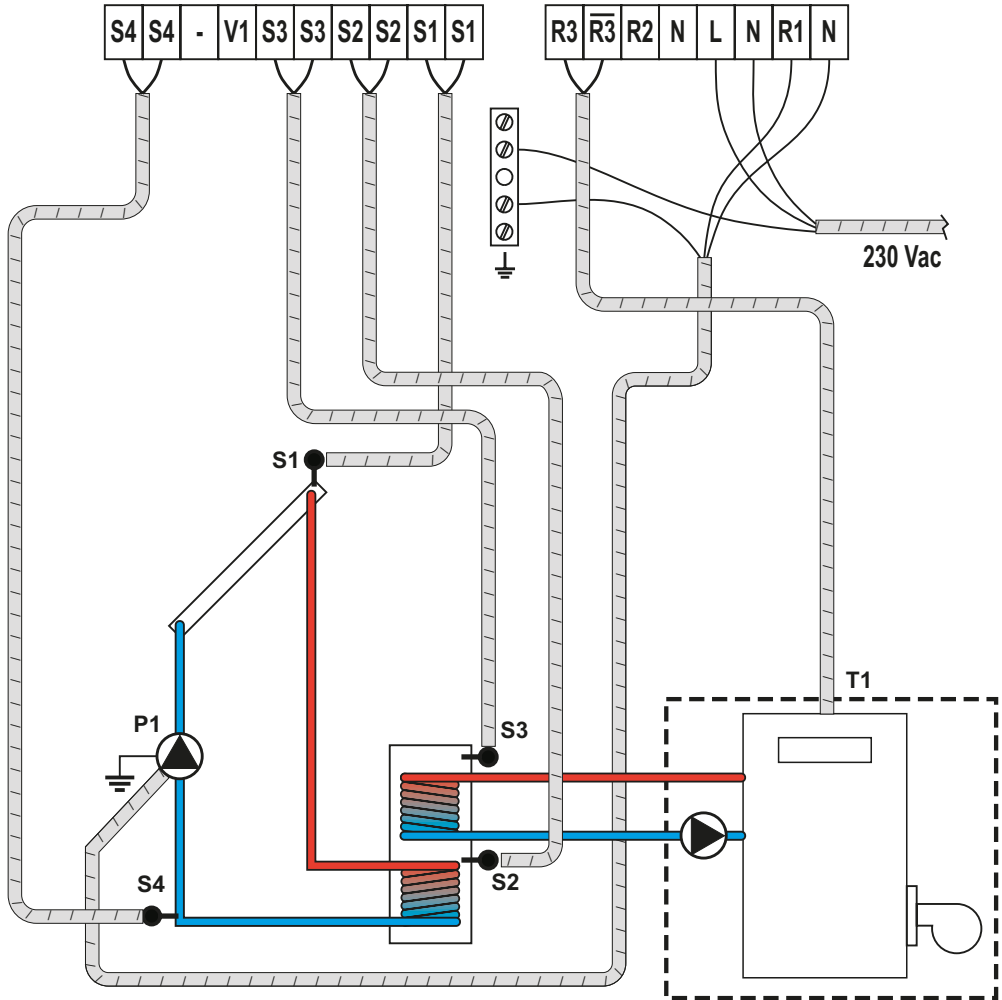 S4 S4 - V1 S3 S3 S2 S2 S1 S1
R3 R̅3̅ R2 N L N R1 N
230 Vac
S1
T1
P1
S3
S2
S4